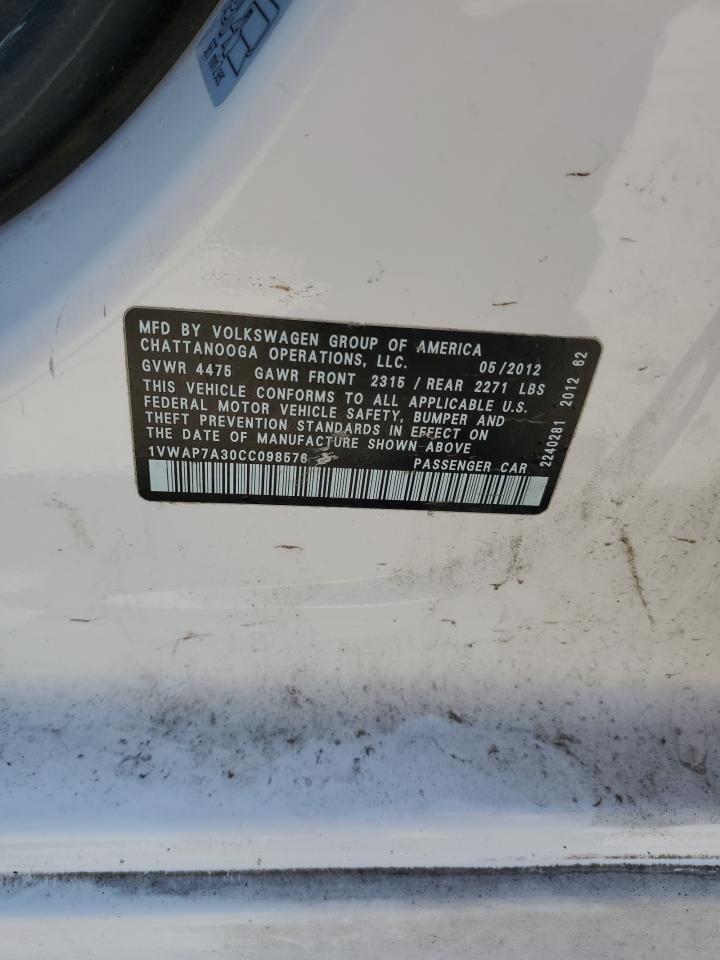 MFD BY VOLKSWAGEN GROUP OF AMERICA
CHATTANOOGA OPERATIONS, LLC. 05/2012
GVWR 4475 GAWR FRONT 2315 / REAR 2271 LBS
THIS VEHICLE CONFORMS TO ALL APPLICABLE U.S.
FEDERAL MOTOR VEHICLE SAFETY, BUMPER AND
THEFT PREVENTION STANDARDS IN EFFECT ON
THE DATE OF MANUFACTURE SHOWN ABOVE
1VWAP7A30CC098576 PASSENGER CAR
2240281 2012 62